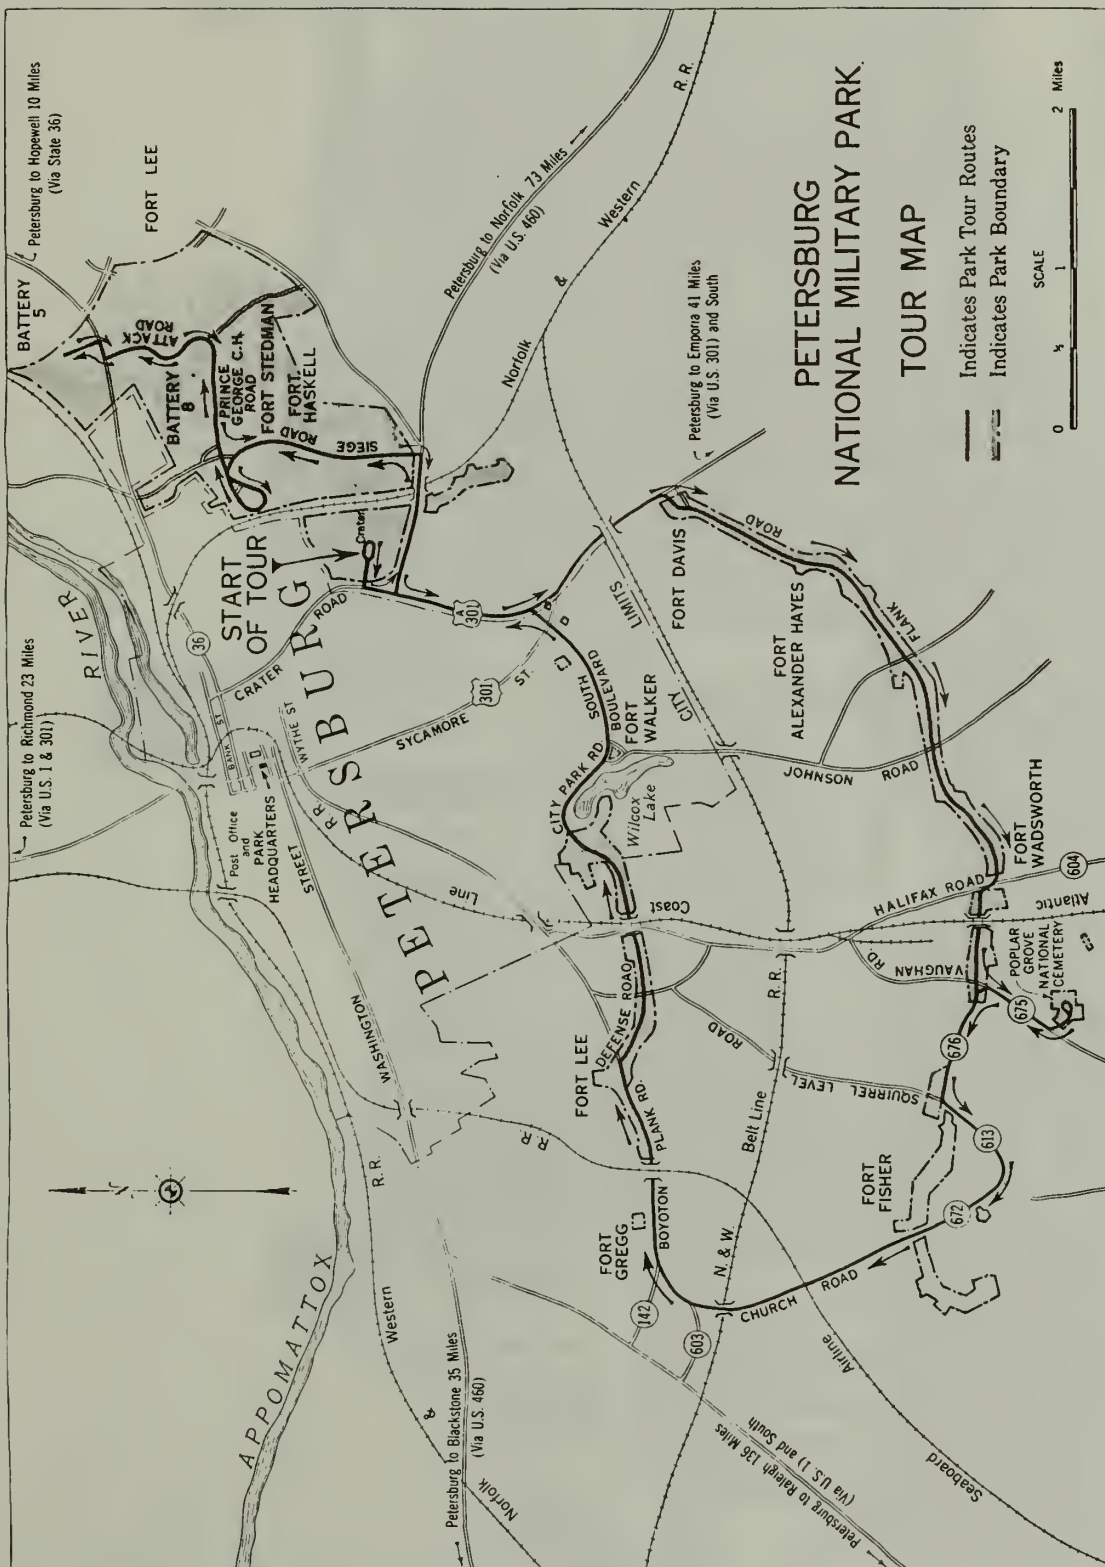 PETERSBURG
NATIONAL MILITARY PARK.
TOUR MAP
Indicates Park Tour Routes
Indicates Park Boundary
SCALE
0
½
1
2 Miles
Petersburg to Hopewell 10 Miles
(Via State 36)
FORT LEE
BATTERY
5
ATTACK
ROAD
BATTERY
8
PRINCE
GEORGE C.H.
ROAD
FORT STEDMAN
FORT
HASKELL
SIEGE
ROAD
Petersburg to Norfolk 73 Miles
(Via U.S. 460)
Norfolk
&
Western
R. R.
Petersburg to Emporia 41 Miles
(Via U.S. 301) and South
START
OF TOUR
Crater
CRATER
ROAD
PETERSBURG
A
301
301
SYCAMORE
ST.
36
BANK ST
WYTHE ST
Petersburg to Richmond 23 Miles
(Via U.S. 1 & 301)
RIVER
APPOMATTOX
Post Office
and
PARK
HEADQUARTERS
WASHINGTON
STREET
R. R.
Line
Coast
Atlantic
SOUTH
BOULEVARD
FORT
WALKER
CITY PARK RD.
Wilcox
Lake
CITY
LIMITS
FORT DAVIS
FLANK
ROAD
FORT
ALEXANDER HAYES
JOSNHON
ROAD
FORT
WADSWORTH
HALIFAX ROAD
604
VAUGHAN
RD.
POPLAR
GROVE
NATIONAL
CEMETERY
675
676
613
672
SQUIRREL LEVEL
ROAD
FORT LEE
DEFENSE ROAD
BOYOTON
PLANK RD.
R. R.
FORT
GREGG
FORT
FISHER
142
603
CHURCH
ROAD
N. & W.
Belt Line
R. R.
Seaboard
Airline
Norfolk
&
Western
R. R.
Petersburg to Blackstone 35 Miles
(Via U.S. 460)
Petersburg to Raleigh 136 Miles
(Via U.S. 1) and South